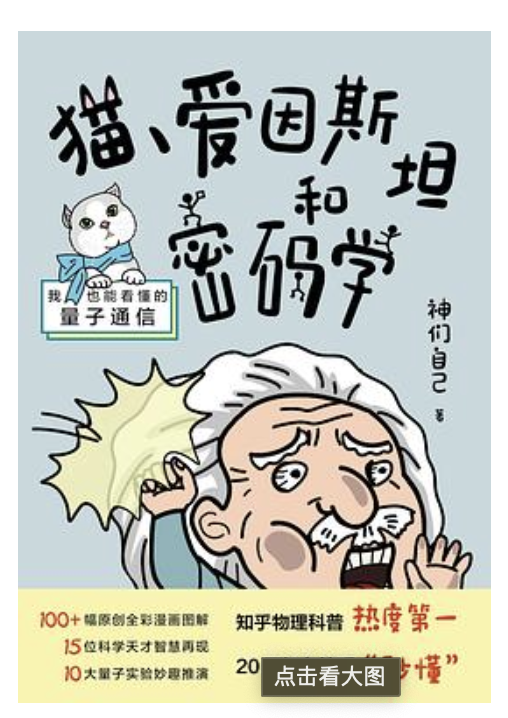 猫、爱因斯坦
和
密码学
我也能看懂的
量子通信
神们自己 著
100+幅原创全彩漫画图解
15位科学天才智慧再现
10大量子实验妙趣推演
知乎物理科普 热度第一
20
懂”
点击看大图